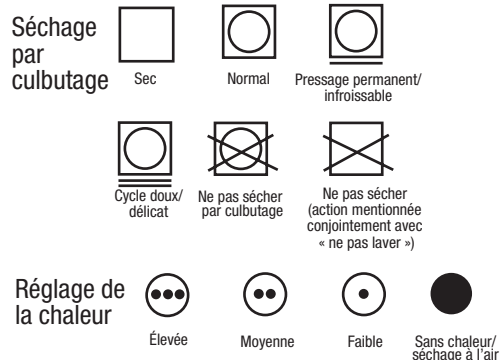 Séchage
par
culbutage
Sec
Normal
Pressage permanent/
infroissable
Cycle doux/
délicat
Ne pas sécher
par culbutage
Ne pas sécher
(action mentionnée
conjointement avec
« ne pas laver »)
Réglage de
la chaleur
Élevée
Moyenne
Faible
Sans chaleur/
séchage à l'air